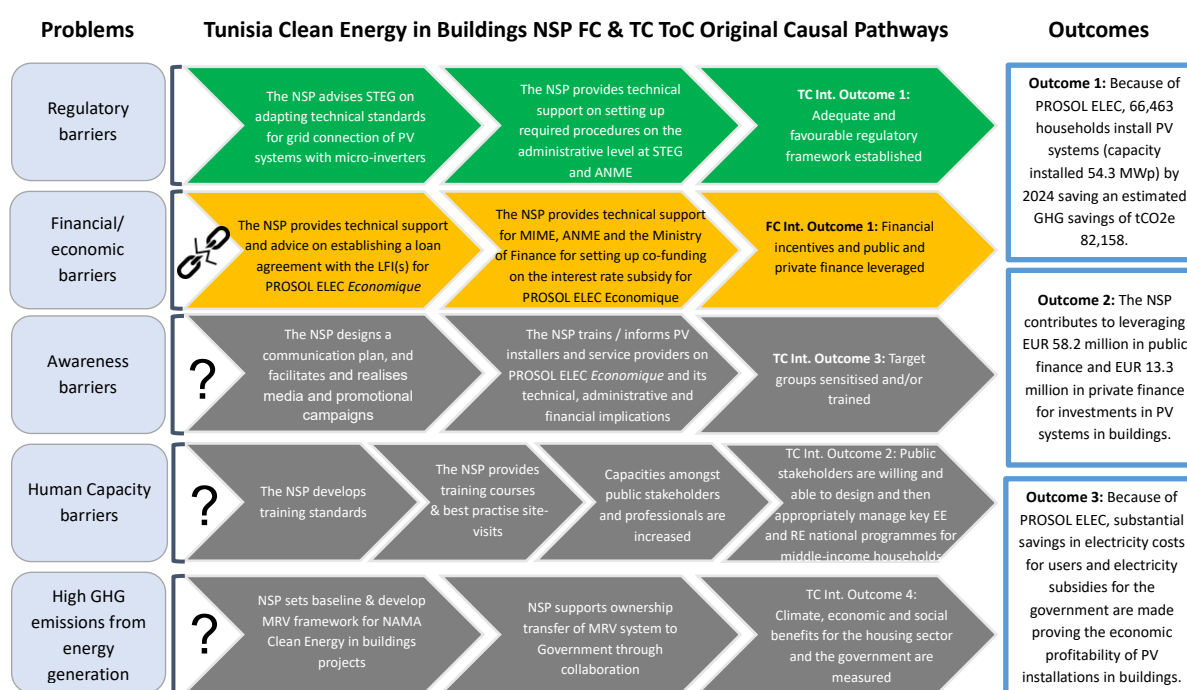 Problems
Tunisia Clean Energy in Buildings NSP FC & TC ToC Original Causal Pathways
Outcomes
Regulatory
barriers
The NSP advises STEG on
adapting technical standards
for grid connection of PV
systems with micro-inverters
The NSP provides technical
support on setting up
required procedures on the
administrative level at STEG
and ANME
TC Int. Outcome 1:
Adequate and
favourable regulatory
framework established
Financial/
economic
barriers
The NSP provides technical support
and advice on establishing a loan
agreement with the LFI(s) for
PROSOL ELEC Economique
The NSP provides technical support
for MIME, ANME and the Ministry
of Finance for setting up co-funding
on the interest rate subsidy for
PROSOL ELEC Economique
FC Int. Outcome 1: Financial
incentives and public and
private finance leveraged
Awareness
barriers
?
The NSP designs a
communication plan, and
facilitates and realises
media and promotional
campaigns
The NSP trains / informs PV
installers and service providers on
PROSOL ELEC Economique and its
technical, administrative and
financial implications
TC Int. Outcome 3: Target
groups sensitised and/or
trained
Human Capacity
barriers
?
The NSP develops
training standards
The NSP provides
training courses
& best practise site-
visits
Capacities amongst
public stakeholders
and professionals are
increased
TC Int. Outcome 2: Public
stakeholders are willing and
able to design and then
appropriately manage key EE
and RE national programmes for
middle-income households
High GHG
emissions from
energy
generation
?
NSP sets baseline & develop
MRV framework for NAMA
Clean Energy in buildings
projects
NSP supports ownership
transfer of MRV system to
Government through
collaboration
TC Int. Outcome 4:
Climate, economic and social
benefits for the housing sector
and the government are
measured
Outcome 1: Because of
PROSOL ELEC, 66,463
households install PV
systems (capacity
installed 54.3 MWp) by
2024 saving an estimated
GHG savings of tCO2e
82,158.
Outcome 2: The NSP
contributes to leveraging
EUR 58.2 million in public
finance and EUR 13.3
million in private finance
for investments in PV
systems in buildings.
Outcome 3: Because of
PROSOL ELEC, substantial
savings in electricity costs
for users and electricity
subsidies for the
government are made
proving the economic
profitability of PV
installations in buildings.